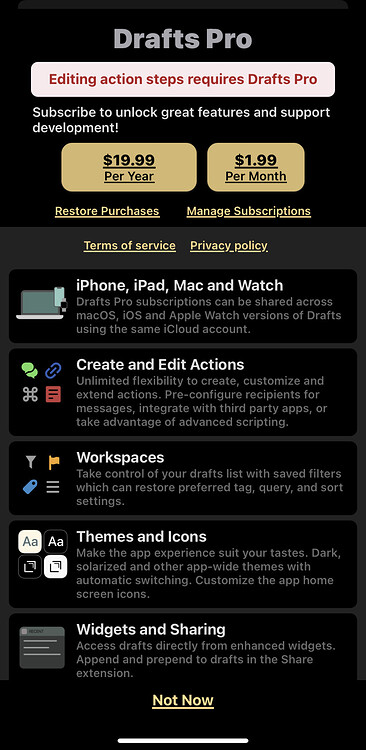 Drafts Pro
Editing action steps requires Drafts Pro
Subscribe to unlock great features and support
development!
$19.99
Per Year
$1.99
Per Month
Restore Purchases
Manage Subscriptions
Terms of service
Privacy policy
iPhone, iPad, Mac and Watch
Drafts Pro subscriptions can be shared across
macOS, iOS and Apple Watch versions of Drafts
using the same iCloud account.
Create and Edit Actions
Unlimited flexibility to create, customize and
extend actions. Pre-configure recipients for
messages, integrate with third party apps, or
take advantage of advanced scripting.
Workspaces
Take control of your drafts list with saved filters
which can restore preferred tag, query, and sort
settings.
Aa Aa
Themes and Icons
Make the app experience suit your tastes. Dark,
solarized and other app-wide themes with
automatic switching. Customize the app home
screen icons.
Widgets and Sharing
Access drafts directly from enhanced widgets.
Append and prepend to drafts in the Share
extension.
Not Now